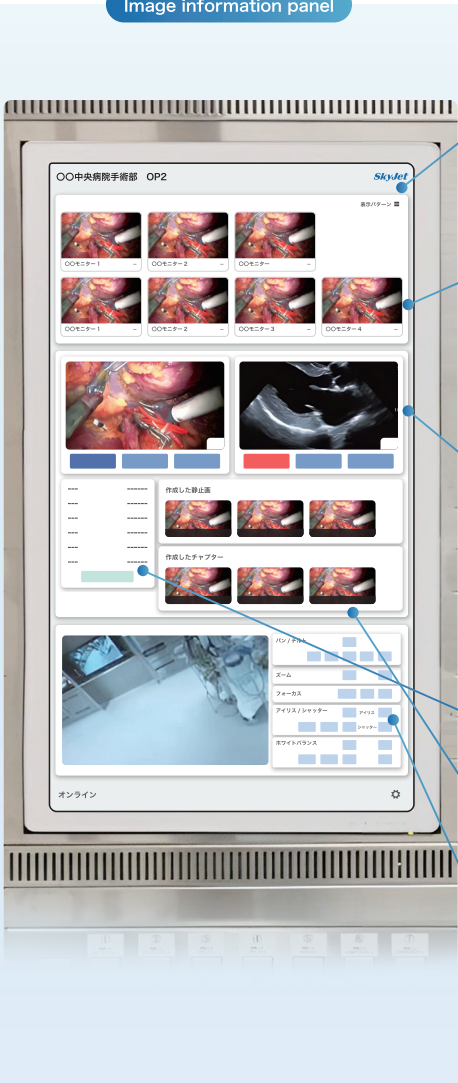 Image information panel
〇〇中央病院手術部 OP2
SkyJet
表示パターン
〇〇モニター1 −
〇〇モニター2 −
〇〇モニター −
〇〇モニター1 −
〇〇モニター2 −
〇〇モニター3 −
〇〇モニター4 −
--- ------
作成した静止画
--- ------
--- ------
--- ------
作成したチャプター
--- ------
--- ------
パン / チルト
ズーム
フォーカス
アイリス / シャッター
アイリス
シャッター
ホワイトバランス
オンライン